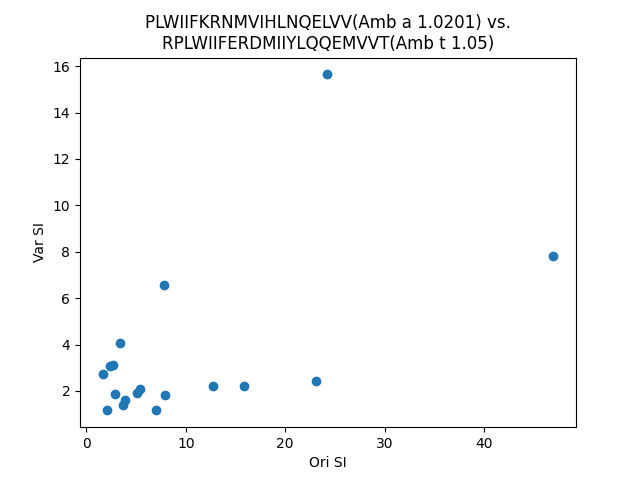 PLWIIFKRNMVIHLNQELVV(Amb a 1.0201) vs.
RPLWIIFERDMIIYLQQEMVVT(Amb t 1.05)
16
14
12
10
8
6
4
2
Var SI
0 10 20 30 40
Ori SI